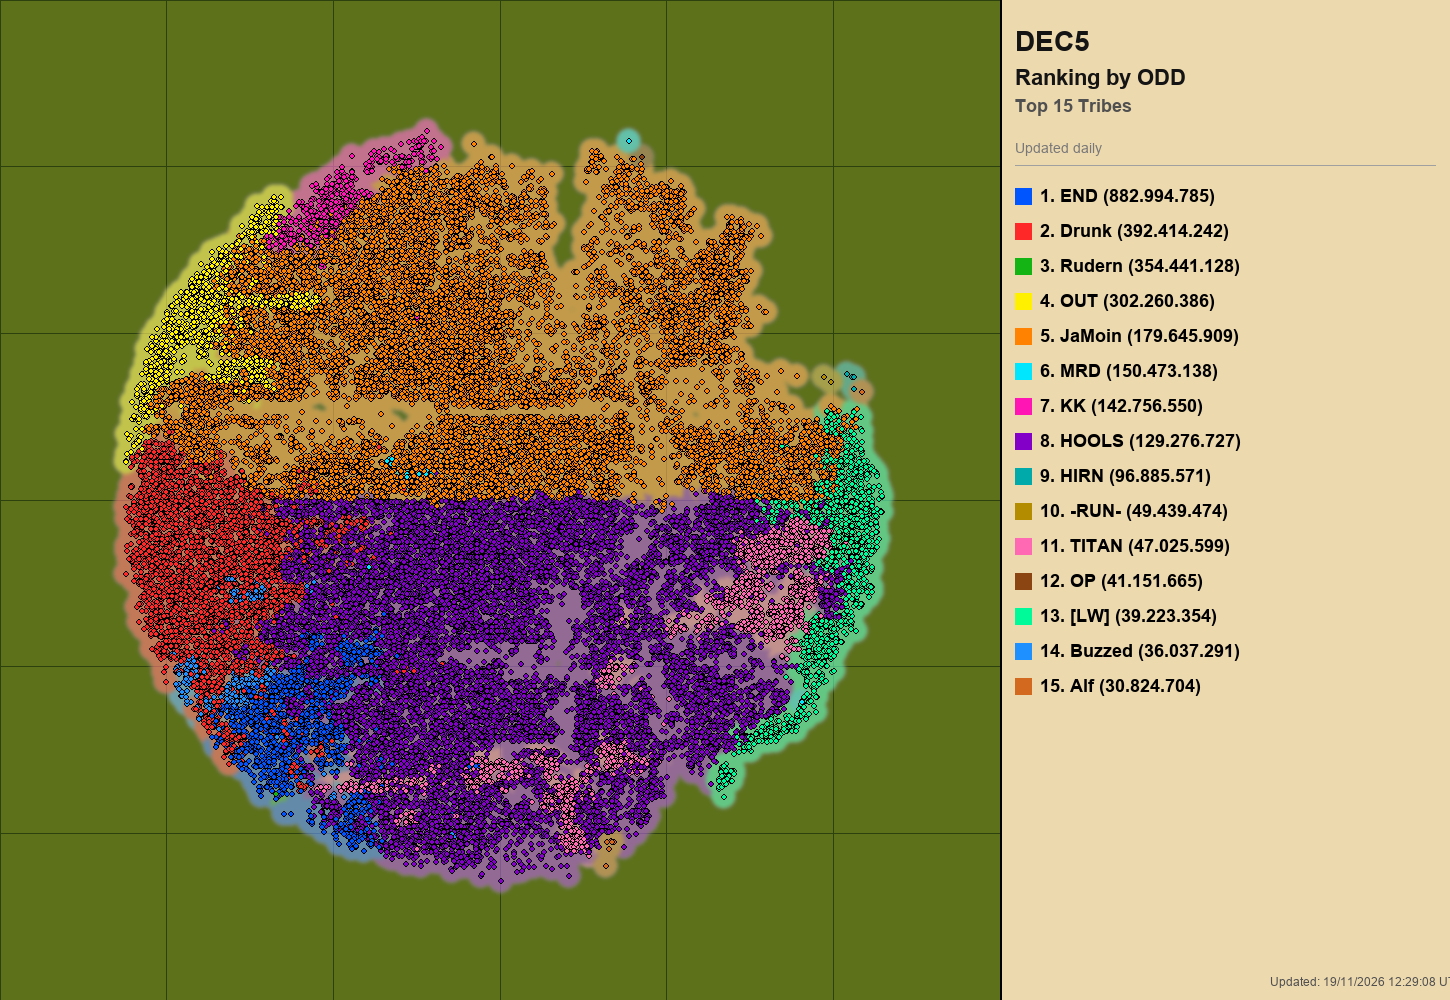 DEC5
Ranking by ODD
Top 15 Tribes
Updated daily
1. END (882.994.785)
2. Drunk (392.414.242)
3. Rudern (354.441.128)
4. OUT (302.260.386)
5. JaMoin (179.645.909)
6. MRD (150.473.138)
7. KK (142.756.550)
8. HOOLS (129.276.727)
9. HIRN (96.885.571)
10. -RUN- (49.439.474)
11. TITAN (47.025.599)
12. OP (41.151.665)
13. [LW] (39.223.354)
14. Buzzed (36.037.291)
15. Alf (30.824.704)
Updated: 19/11/2026 12:29:08 U